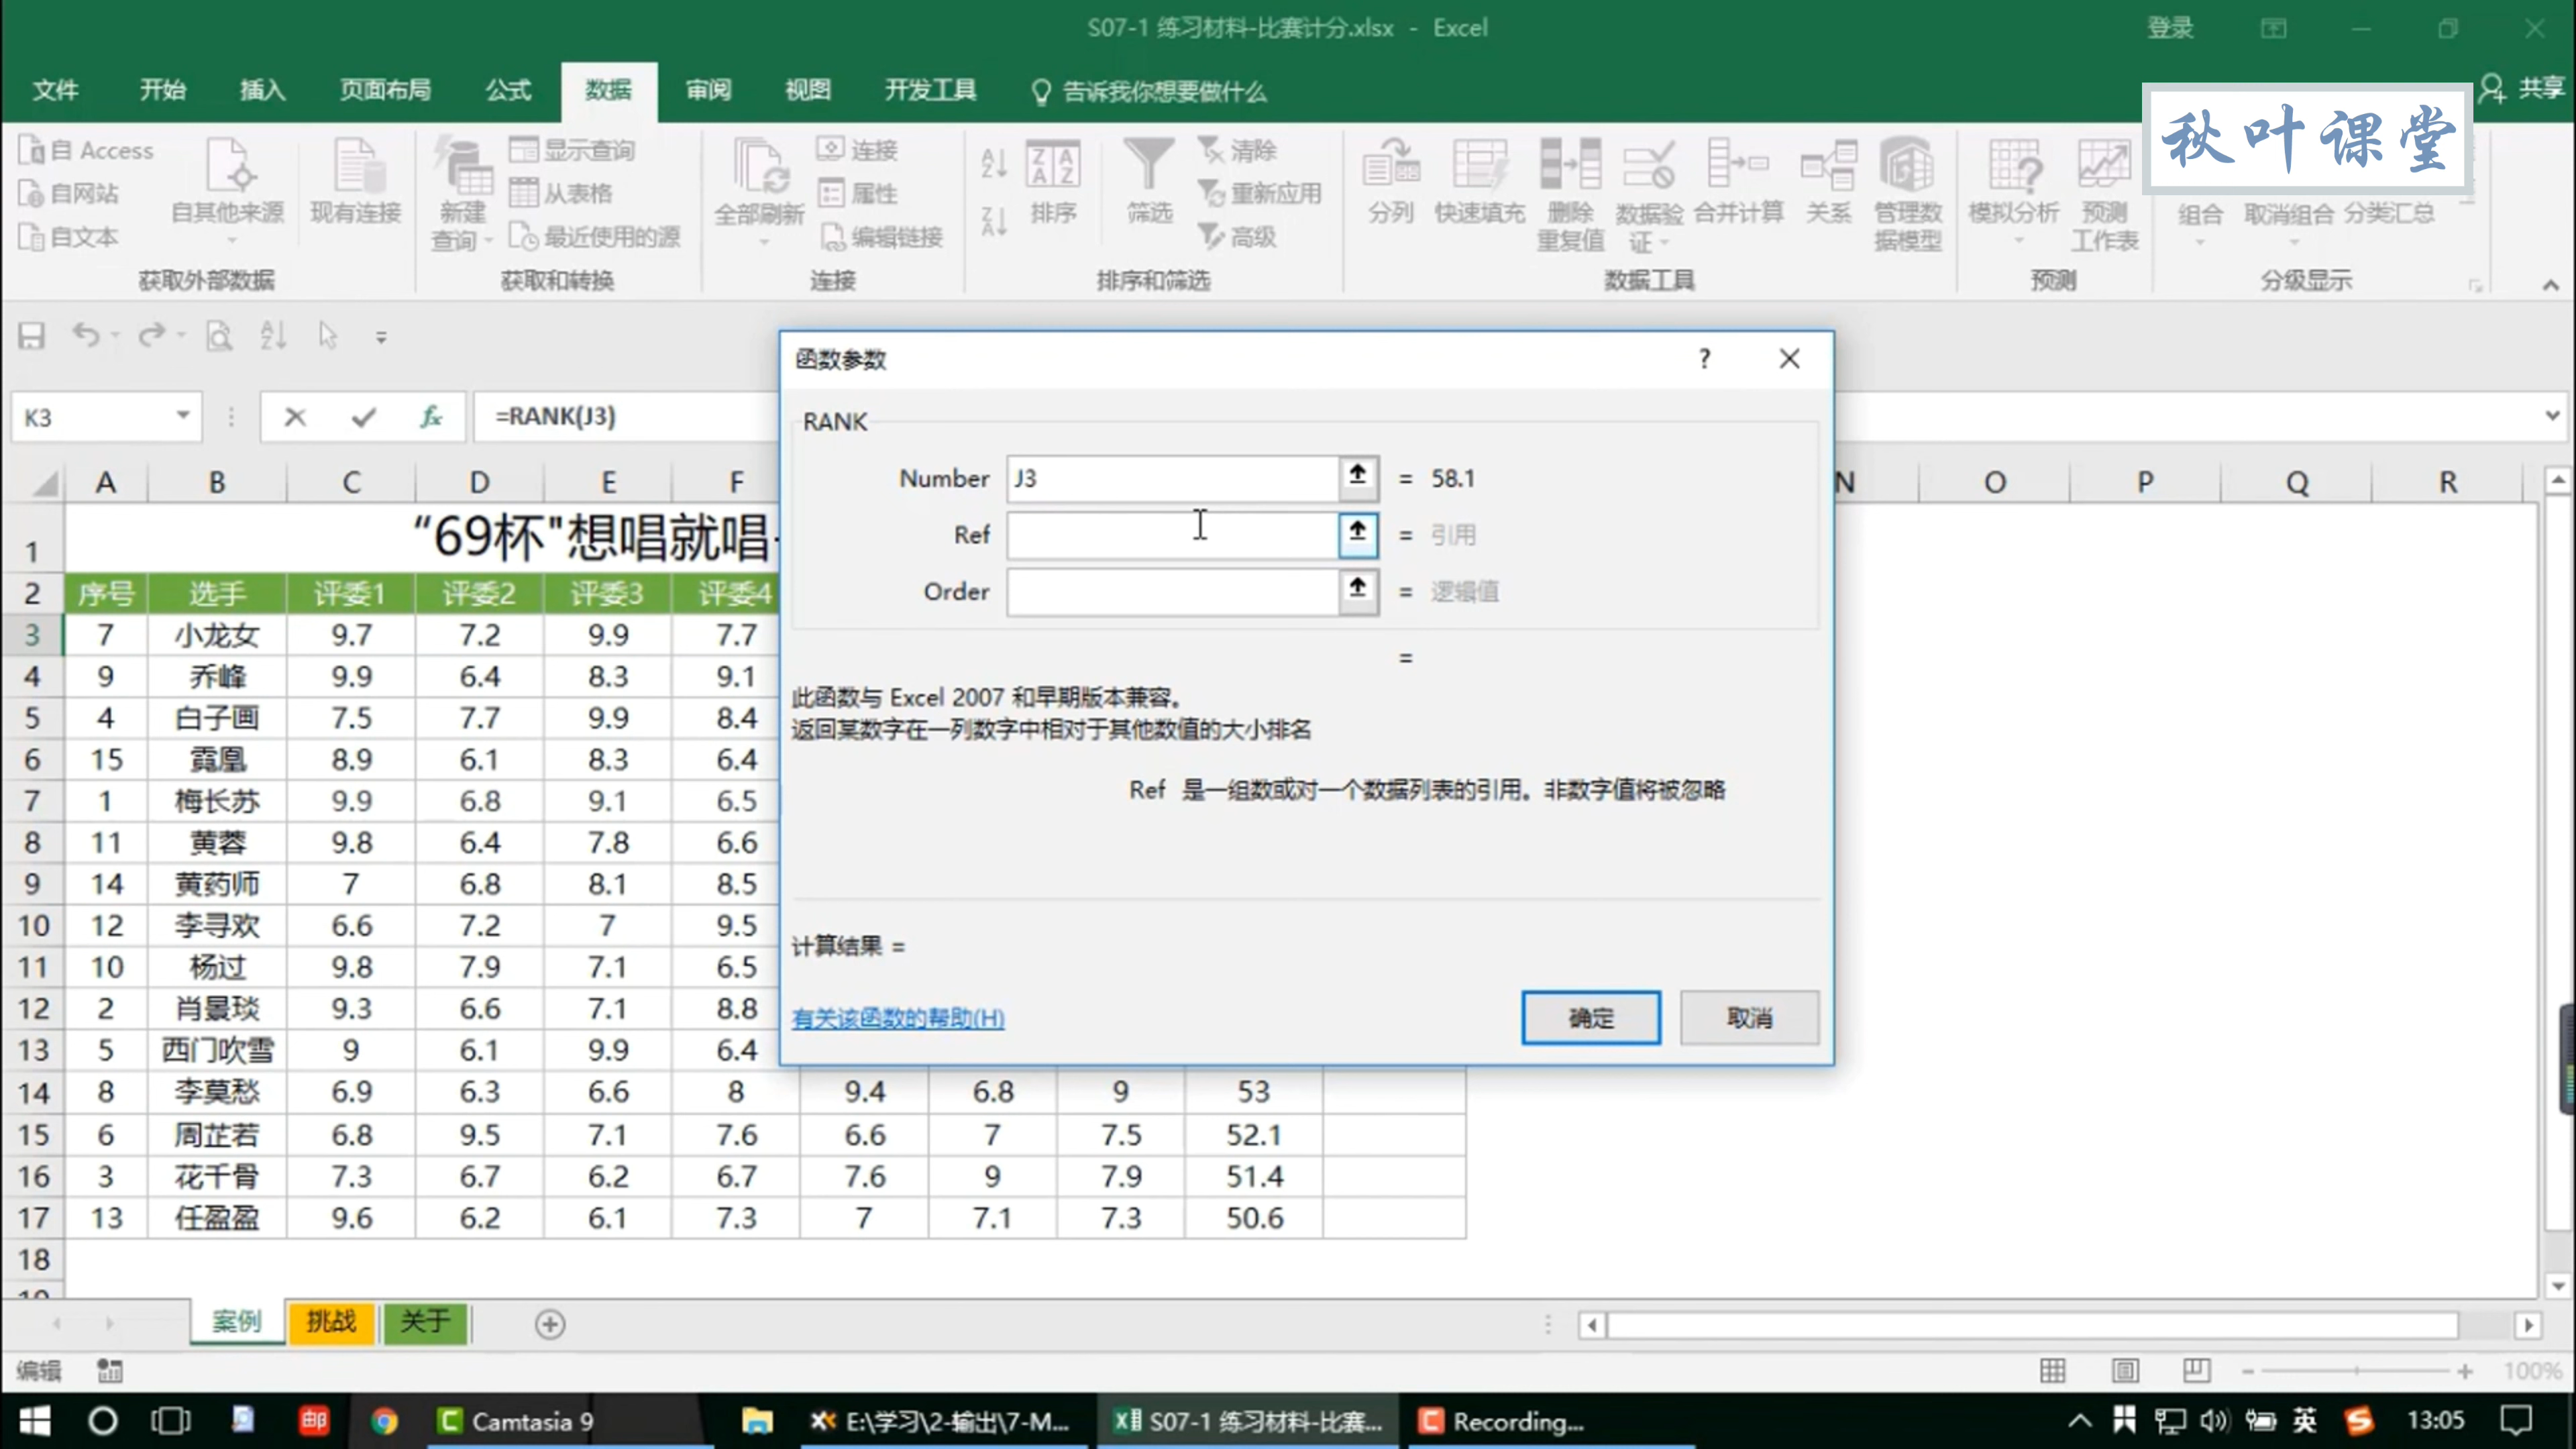 S07-1 练习材料-比赛计分.xlsx - Excel
登录
文件 开始 插入 页面布局 公式 数据 审阅 视图 开发工具 告诉我你想要做什么 共享
秋叶课堂
自 Access
自网站
自文本
自其他来源
现有连接
获取外部数据
新建
查询
显示查询
从表格
最近使用的源
获取和转换
全部刷新
连接
属性
编辑链接
连接
排序
筛选
清除
重新应用
高级
排序和筛选
分列
快速填充
删除
重复值
数据验
证
合并计算
关系
管理数
据模型
数据工具
模拟分析
预测
工作表
预测
组合
取消组合
分类汇总
分级显示
K3 =RANK(J3)
函数参数 ?
RANK
Number J3 = 58.1
Ref = 引用
Order = 逻辑值
=
此函数与 Excel 2007 和早期版本兼容。
返回某数字在一列数字中相对于其他数值的大小排名
Ref 是一组数或对一个数据列表的引用。非数字值将被忽略
计算结果 =
有关该函数的帮助(H)
确定 取消
A B C D E F N O P Q R
1 “69杯"想唱就唱·
2 序号 选手 评委1 评委2 评委3 评委4
3 7 小龙女 9.7 7.2 9.9 7.7
4 9 乔峰 9.9 6.4 8.3 9.1
5 4 白子画 7.5 7.7 9.9 8.4
6 15 霓凰 8.9 6.1 8.3 6.4
7 1 梅长苏 9.9 6.8 9.1 6.5
8 11 黄蓉 9.8 6.4 7.8 6.6
9 14 黄药师 7 6.8 8.1 8.5
10 12 李寻欢 6.6 7.2 7 9.5
11 10 杨过 9.8 7.9 7.1 6.5
12 2 肖景琰 9.3 6.6 7.1 8.8
13 5 西门吹雪 9 6.1 9.9 6.4
14 8 李莫愁 6.9 6.3 6.6 8 9.4 6.8 9 53
15 6 周芷若 6.8 9.5 7.1 7.6 6.6 7 7.5 52.1
16 3 花千骨 7.3 6.7 6.2 6.7 7.6 9 7.9 51.4
17 13 任盈盈 9.6 6.2 6.1 7.3 7 7.1 7.3 50.6
18
案例 挑战 关于
编辑 100%
邮 Camtasia 9 E:\学习\2-输出\7-M... S07-1 练习材料-比赛... Recording... 英 13:05